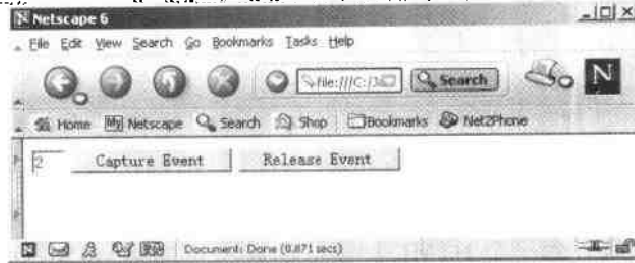 Netscape 6
File Edit View Search Go Bookmarks Tasks Help
file:///C:/ Search N
Home My Netscape Search Shop Bookmarks Net2Phone
2 Capture Event Release Event
Document: Done (0.871 secs)